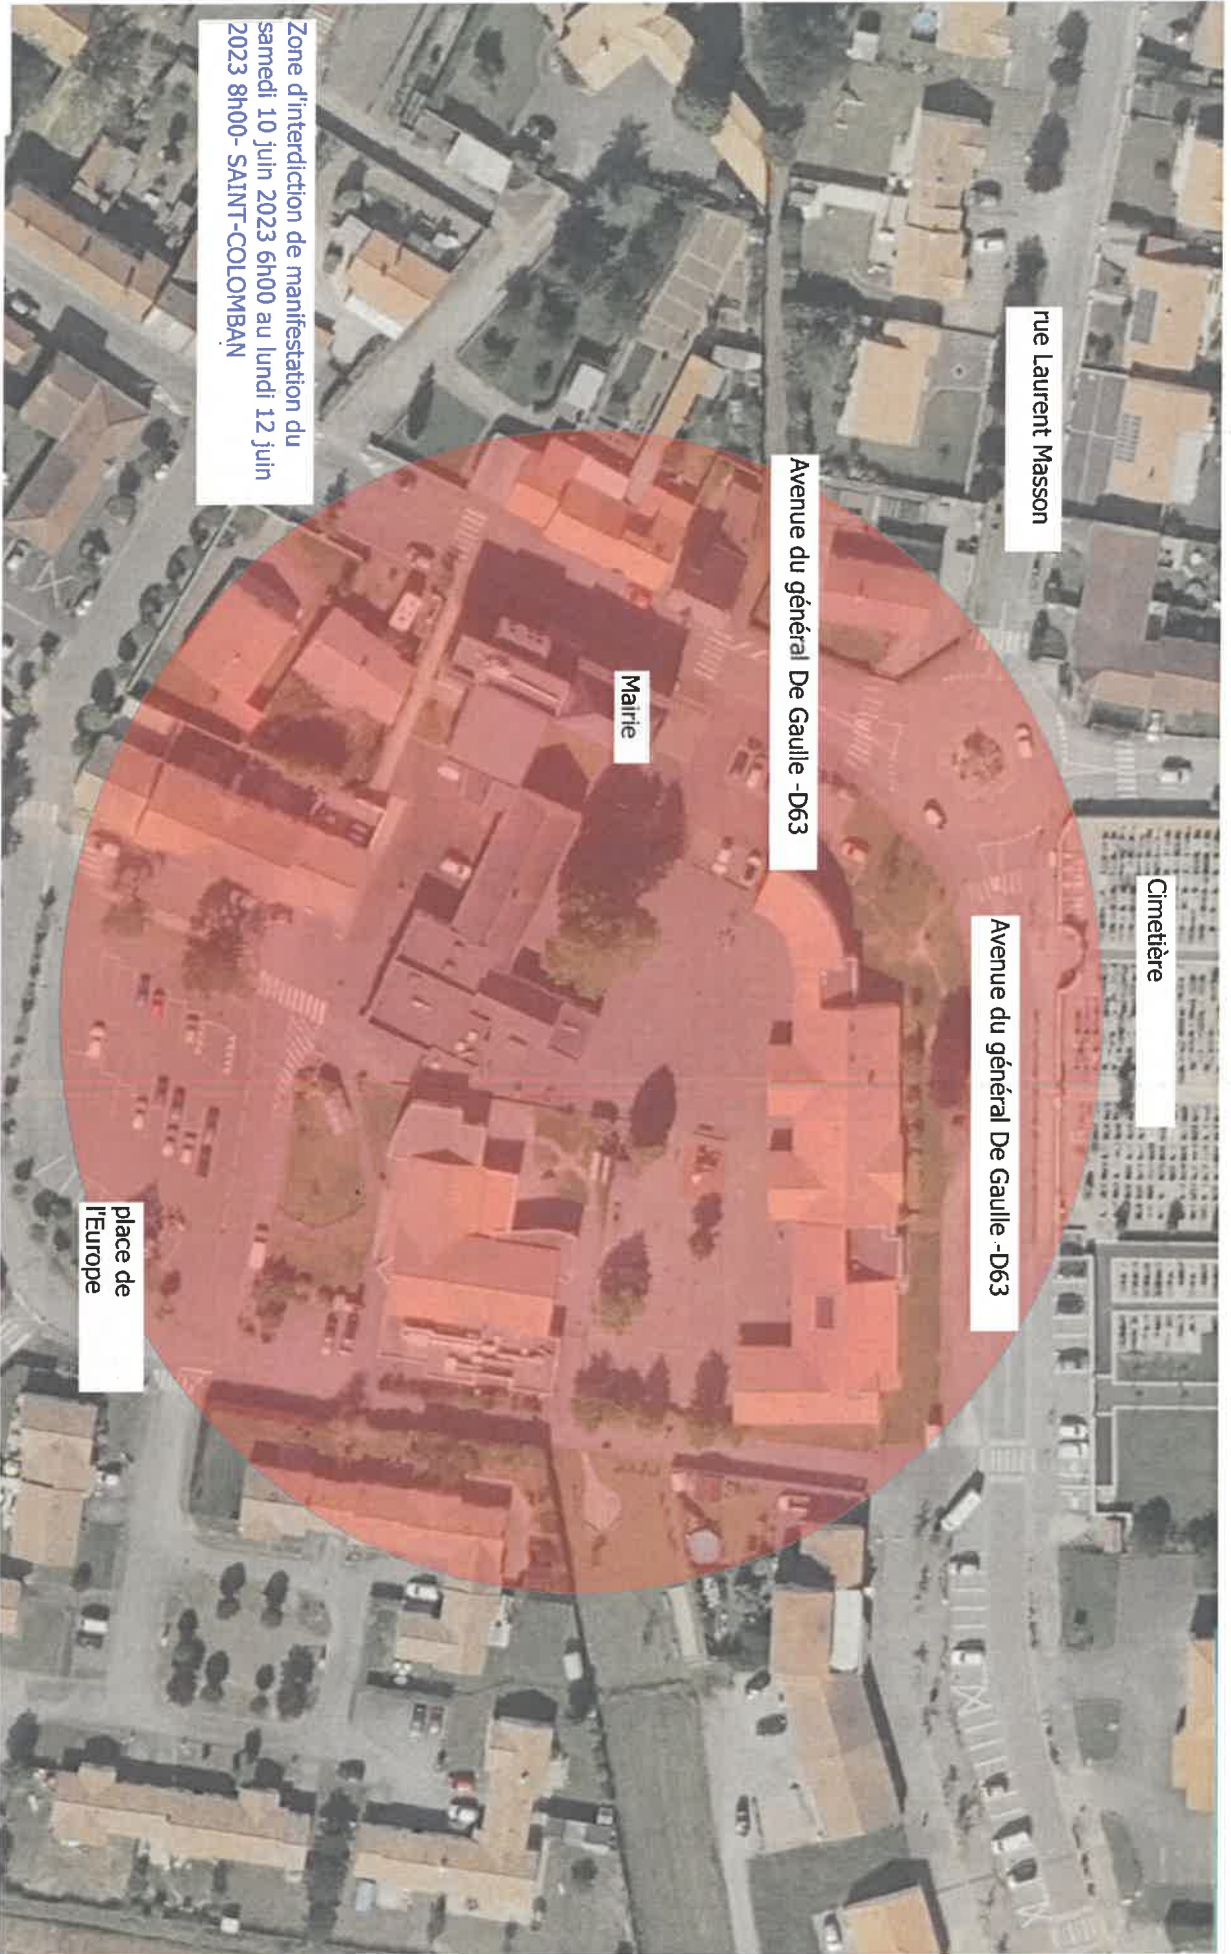 Cimetière
rue Laurent Masson
Avenue du général De Gaulle -D63
Avenue du général De Gaulle -D63
Mairie
place de
l'Europe
Zone d'interdiction de manifestation du
samedi 10 juin 2023 6h00 au lundi 12 juin
2023 8h00- SAINT-COLOMBAN